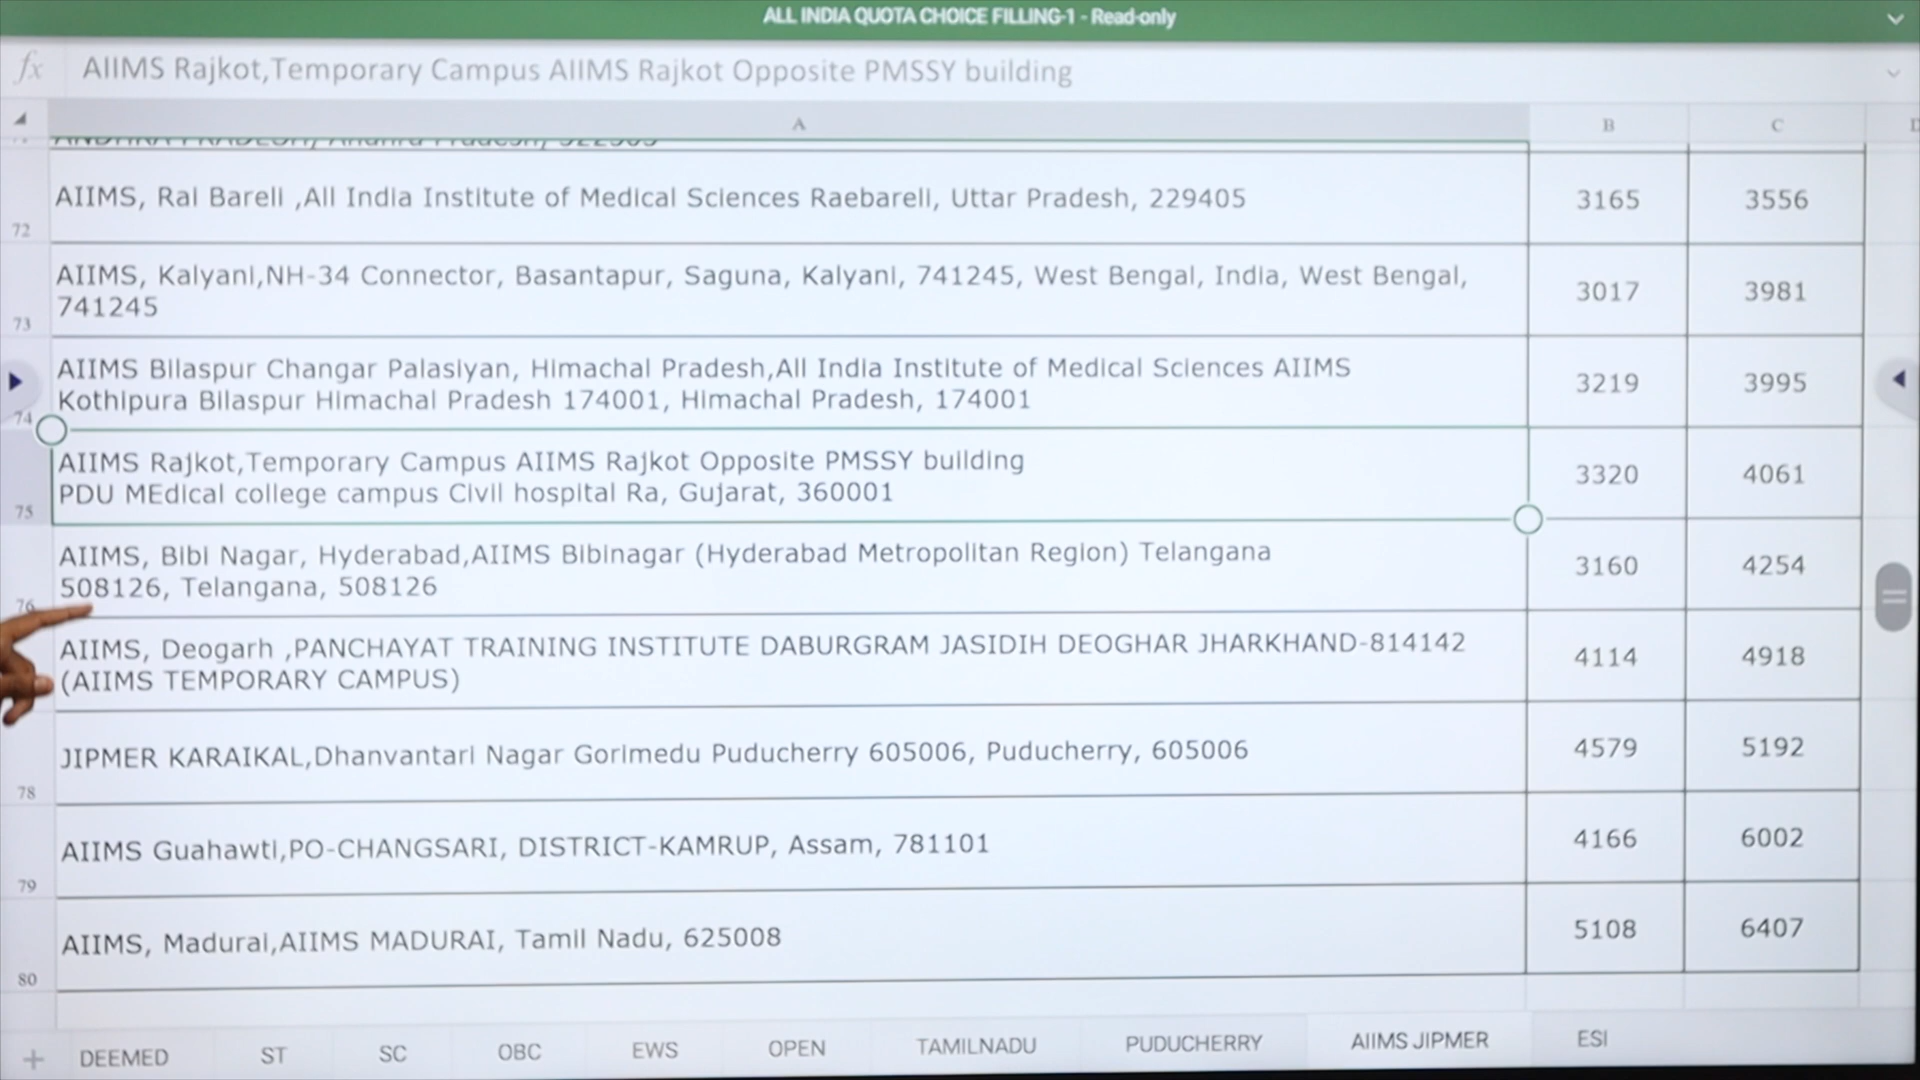 ALL INDIA QUOTA CHOICE FILLING-1 - Read-only
fx AIIMS Rajkot,Temporary Campus AIIMS Rajkot Opposite PMSSY building
A B C D
AIIMS, Rai Bareli ,All India Institute of Medical Sciences Raebareli, Uttar Pradesh, 229405 3165 3556
72
AIIMS, Kalyani,NH-34 Connector, Basantapur, Saguna, Kalyani, 741245, West Bengal, India, West Bengal,
741245 3017 3981
73
AIIMS Bilaspur Changar Palasiyan, Himachal Pradesh,All India Institute of Medical Sciences AIIMS
Kothipura Bilaspur Himachal Pradesh 174001, Himachal Pradesh, 174001 3219 3995
74
AIIMS Rajkot,Temporary Campus AIIMS Rajkot Opposite PMSSY building
PDU MEdical college campus Civil hospital Ra, Gujarat, 360001 3320 4061
75
AIIMS, Bibi Nagar, Hyderabad,AIIMS Bibinagar (Hyderabad Metropolitan Region) Telangana
508126, Telangana, 508126 3160 4254
76
AIIMS, Deogarh ,PANCHAYAT TRAINING INSTITUTE DABURGRAM JASIDIH DEOGHAR JHARKHAND-814142
(AIIMS TEMPORARY CAMPUS) 4114 4918
JIPMER KARAIKAL,Dhanvantari Nagar Gorimedu Puducherry 605006, Puducherry, 605006 4579 5192
78
AIIMS Guahawti,PO-CHANGSARI, DISTRICT-KAMRUP, Assam, 781101 4166 6002
79
AIIMS, Madurai,AIIMS MADURAI, Tamil Nadu, 625008 5108 6407
80
+ DEEMED ST SC OBC EWS OPEN TAMILNADU PUDUCHERRY AIIMS JIPMER ESI